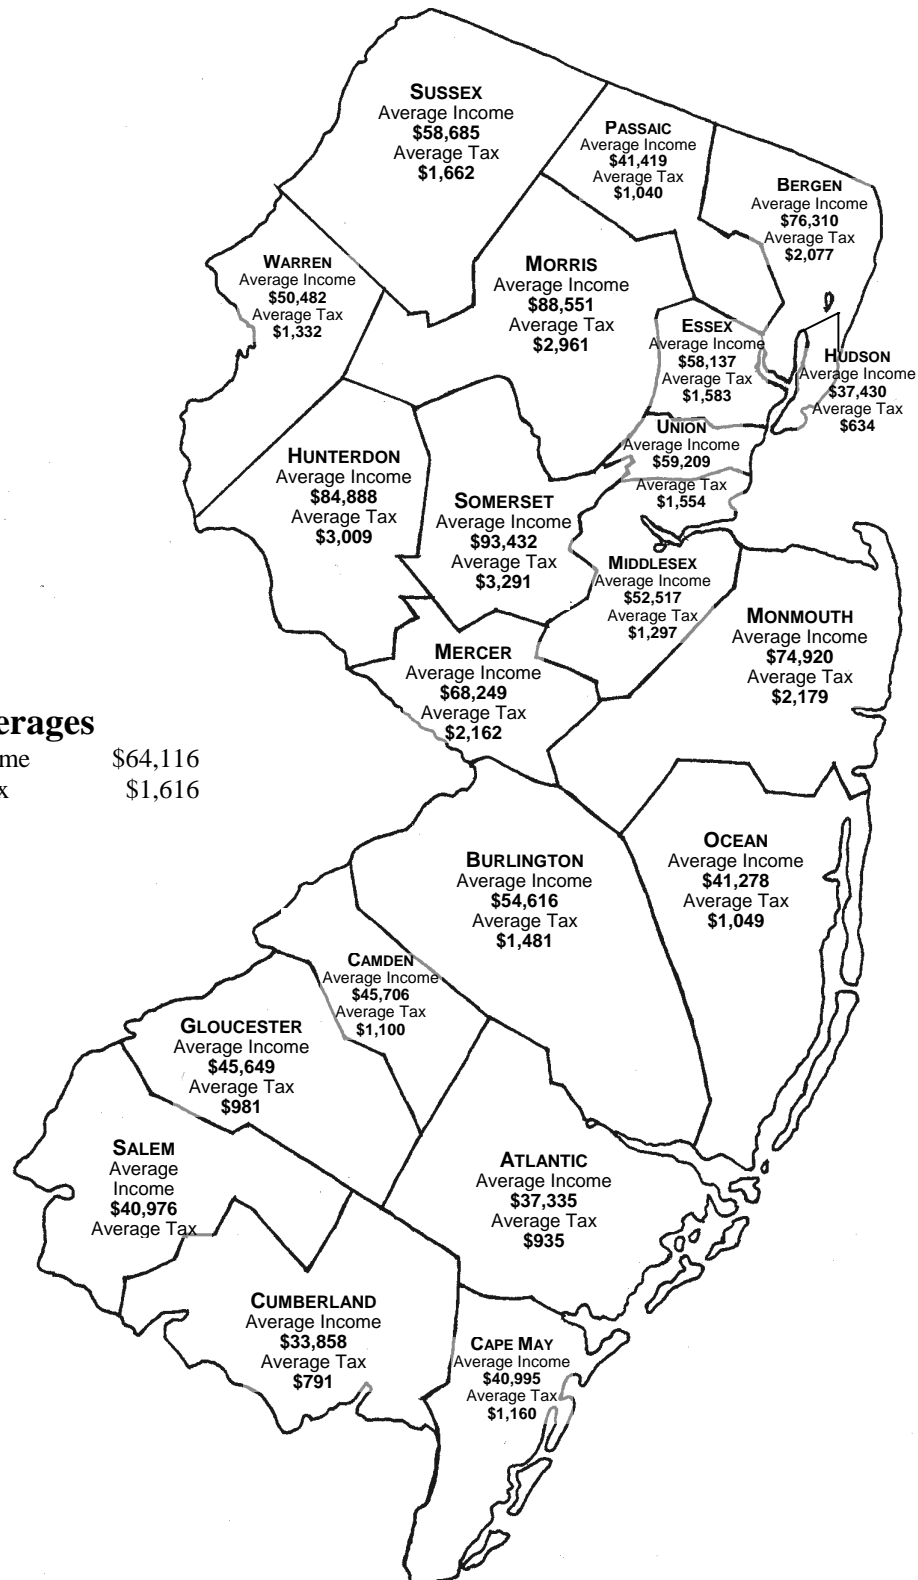 SUSSEX
Average Income
$58,685
Average Tax
$1,662
PASSAIC
Average Income
$41,419
Average Tax
$1,040
BERGEN
Average Income
$76,310
Average Tax
$2,077
WARREN
Average Income
$50,482
Average Tax
$1,332
MORRIS
Average Income
$88,551
Average Tax
$2,961
ESSEX
Average Income
$58,137
Average Tax
$1,583
HUDSON
Average Income
$37,430
Average Tax
$634
UNION
Average Income
$59,209
Average Tax
$1,554
HUNTERDON
Average Income
$84,888
Average Tax
$3,009
SOMERSET
Average Income
$93,432
Average Tax
$3,291
MIDDLESEX
Average Income
$52,517
Average Tax
$1,297
MONMOUTH
Average Income
$74,920
Average Tax
$2,179
MERCER
Average Income
$68,249
Average Tax
$2,162
erages
me $64,116
x $1,616
OCEAN
Average Income
$41,278
Average Tax
$1,049
BURLINGTON
Average Income
$54,616
Average Tax
$1,481
CAMDEN
Average Income
$45,706
Average Tax
$1,100
GLOUCESTER
Average Income
$45,649
Average Tax
$981
SALEM
Average
Income
$40,976
Average Tax
ATLANTIC
Average Income
$37,335
Average Tax
$935
CUMBERLAND
Average Income
$33,858
Average Tax
$791
CAPE MAY
Average Income
$40,995
Average Tax
$1,160